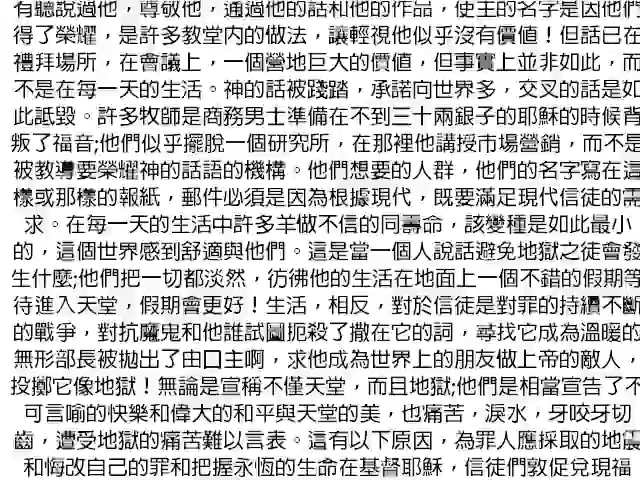 有聽說過他，尊敬他，通過他的話和他的作品，使主的名字是因他們
得了榮耀，是許多教堂內的做法，讓輕視他似乎沒有價值！但話已在
禮拜場所，在會議上，一個營地巨大的價值，但事實上並非如此，而
不是在每一天的生活。神的話被踐踏，承諾向世界多，交叉的話是如
此詆毀。許多牧師是商務男士準備在不到三十兩銀子的耶穌的時候背
叛了福音;他們似乎擺脫一個研究所，在那裡他講授市場營銷，而不是
被教導要榮耀神的話語的機構。他們想要的人群，他們的名字寫在這
樣或那樣的報紙，郵件必須是因為根據現代，既要滿足現代信徒的需
求。在每一天的生活中許多羊做不信的同壽命，該變種是如此最小
的，這個世界感到舒適與他們。這是當一個人說話避免地獄之徒會發
生什麼;他們把一切都淡然，彷彿他的生活在地面上一個不錯的假期等
待進入天堂，假期會更好！生活，相反，對於信徒是對罪的持續不斷
的戰爭，對抗魔鬼和他誰試圖扼殺了撒在它的詞，尋找它成為溫暖的
無形部長被拋出了由口主啊，求他成為世界上的朋友做上帝的敵人，
投擲它像地獄！無論是宣稱不僅天堂，而且地獄;他們是相當宣告了不
可言喻的快樂和偉大的和平與天堂的美，也痛苦，淚水，牙咬牙切
齒，遭受地獄的痛苦難以言表。這有以下原因，為罪人應採取的地震
和悔改自己的罪和把握永恆的生命在基督耶穌，信徒們敦促兌現福